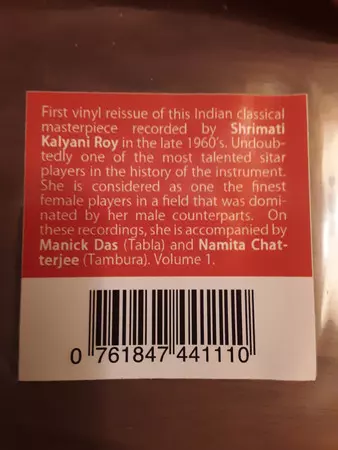 First vinyl reissue of this Indian classical
masterpiece recorded by Shrimati
Kalyani Roy in the late 1960's. Undoub-
tedly one of the most talented sitar
players in the history of the instrument.
She is considered as one the finest
female players in a field that was domi-
nated by her male counterparts. On
these recordings, she is accompanied by
Manick Das (Tabla) and Namita Chat-
terjee (Tambura). Volume 1.
0 761847 441110